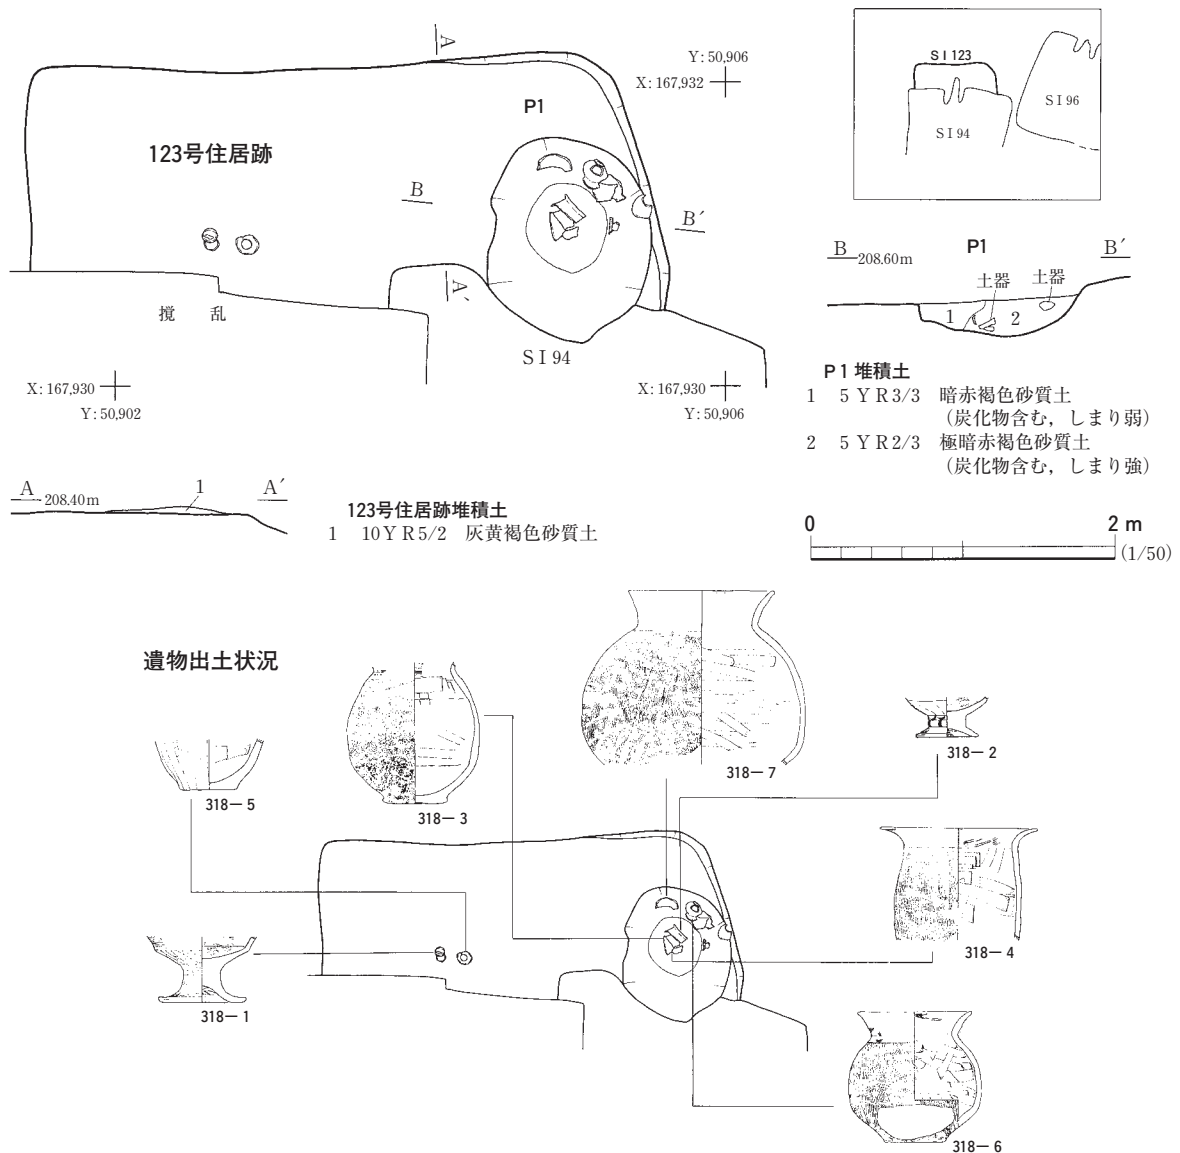 A
Y: 50,906
X: 167,932
P1
123号住居跡
B
B′
A′
撹 乱
S I 94
X: 167,930
Y: 50,902
X: 167,930
Y: 50,906
S I 123
S I 96
S I 94
B 208.60m P1 B′
土器 土器
1 2
P 1 堆積土
1 5 Y R 3/3 暗赤褐色砂質土
(炭化物含む，しまり弱)
2 5 Y R 2/3 極暗赤褐色砂質土
(炭化物含む，しまり強)
A 208.40m 1 A′
123号住居跡堆積土
1 10Y R 5/2 灰黄褐色砂質土
0 2 m
(1/50)
遺物出土状況
318－5
318－3
318－7
318－2
318－4
318－1
318－6